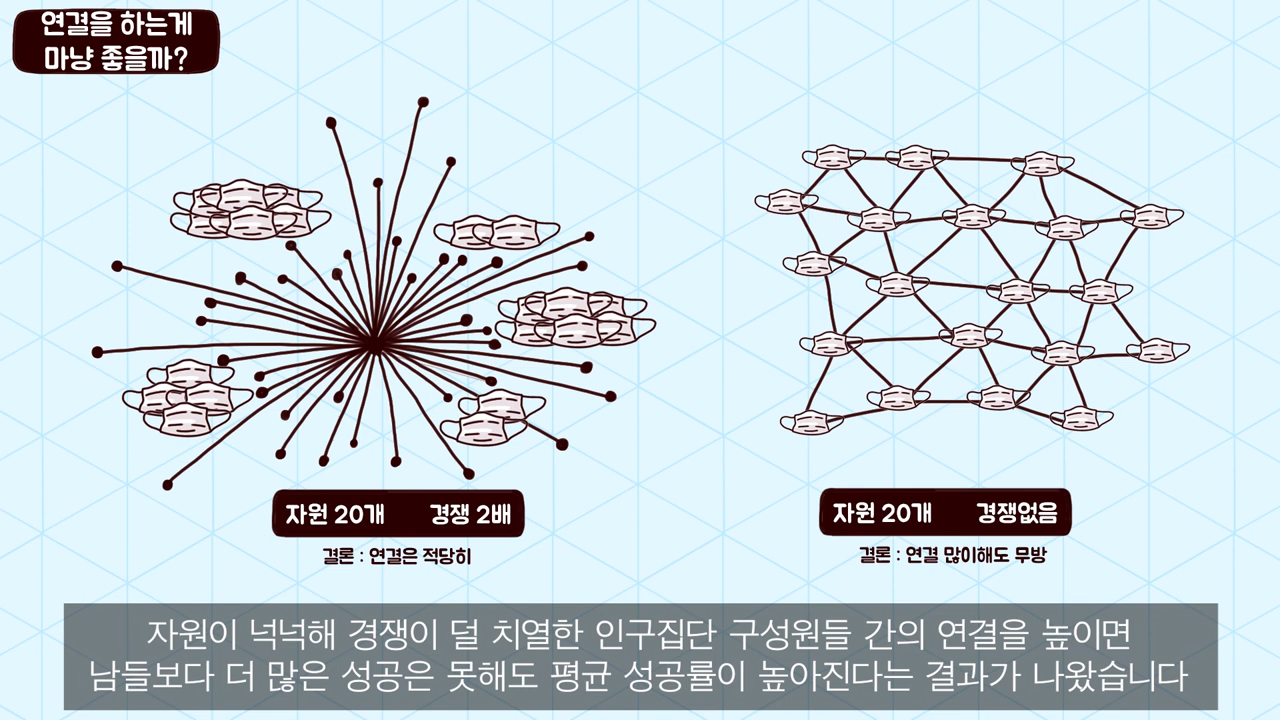 연결을 하는게
마냥 좋을까?
자원 20개 경쟁 2배
결론 : 연결은 적당히
자원 20개 경쟁없음
결론 : 연결 많이해도 무방
자원이 넉넉해 경쟁이 덜 치열한 인구집단 구성원들 간의 연결을 높이면
남들보다 더 많은 성공은 못해도 평균 성공률이 높아진다는 결과가 나왔습니다